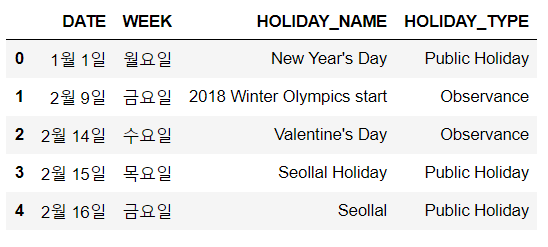 DATE WEEK HOLIDAY_NAME HOLIDAY_TYPE
0 1월 1일 월요일 New Year's Day Public Holiday
1 2월 9일 금요일 2018 Winter Olympics start Observance
2 2월 14일 수요일 Valentine's Day Observance
3 2월 15일 목요일 Seollal Holiday Public Holiday
4 2월 16일 금요일 Seollal Public Holiday